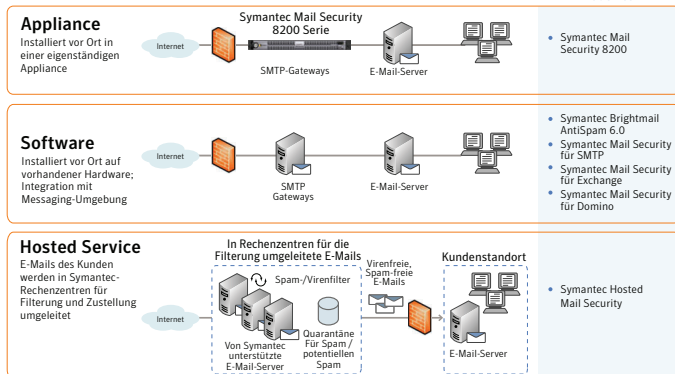 Appliance
Installiert vor Ort in
einer eigenständigen
Appliance
Internet
Symantec Mail Security
8200 Serie
SMTP-Gateways
E-Mail-Server
• Symantec Mail
Security 8200
Software
Installiert vor Ort auf
vorhandener Hardware;
Integration mit
Messaging-Umgebung
Internet
SMTP
Gateways
E-Mail-Server
• Symantec Brightmail
AntiSpam 6.0
• Symantec Mail Security
für SMTP
• Symantec Mail Security
für Exchange
• Symantec Mail Security
für Domino
Hosted Service
E-Mails des Kunden
werden in Symantec-
Rechenzentren für
Filterung und Zustellung
umgeleitet
Internet
In Rechenzentren für die
Filterung umgeleitete E-Mails
Spam-/Virenfilter
Von Symantec
unterstützte
E-Mail-Server
Quarantäne
Für Spam /
potentiellen
Spam
Virenfreie,
Spam-freie
E-Mails
Kundenstandort
E-Mail-Server
• Symantec Hosted
Mail Security